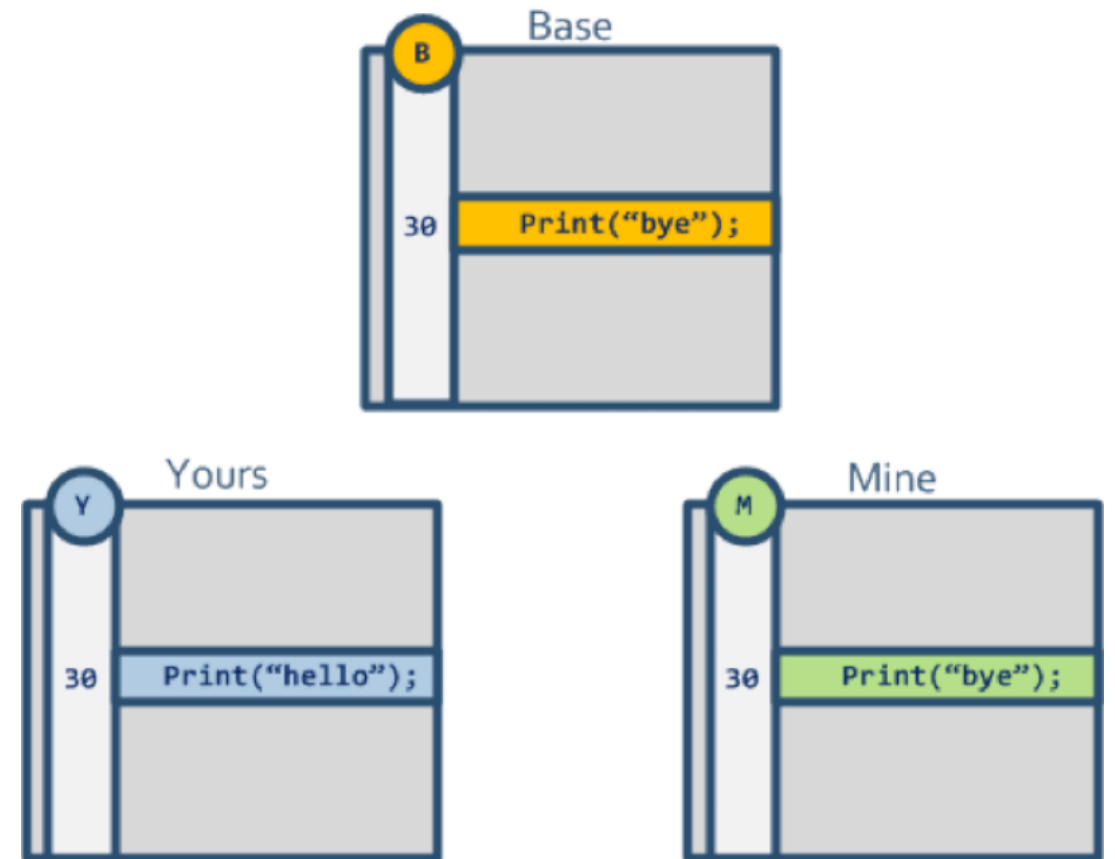 Base
B
30
Print(“bye”);
Yours
Y
30
Print(“hello”);
Mine
M
30
Print(“bye”);